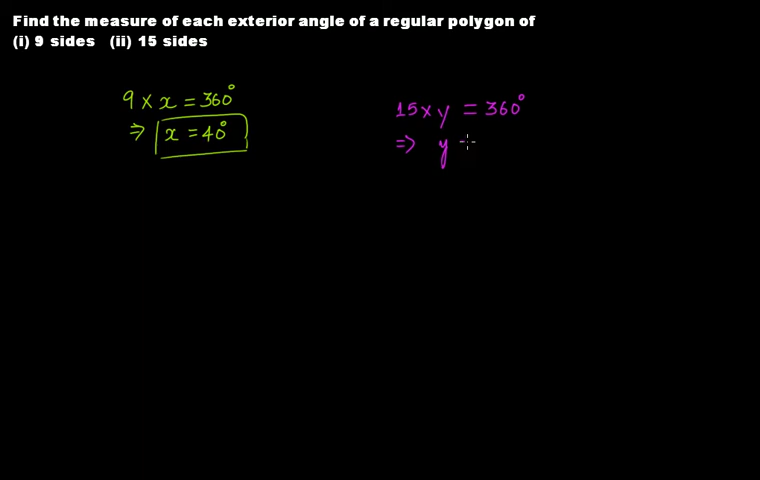 Find the measure of each exterior angle of a regular polygon of
(i) 9 sides (ii) 15 sides
9 × x = 360°
⇒ x = 40°
15 × y = 360°
⇒ y